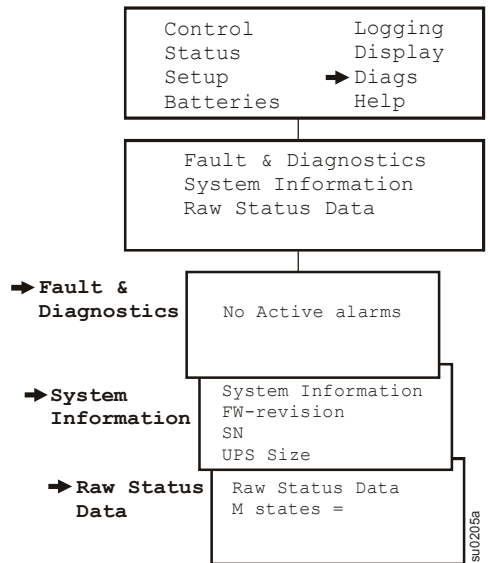 Control Logging
Status Display
Setup → Diags
Batteries Help
Fault & Diagnostics
System Information
Raw Status Data
→ Fault &
Diagnostics
No Active alarms
→ System
Information
System Information
FW-revision
SN
UPS Size
→ Raw Status
Data
Raw Status Data
M states =
su0205a